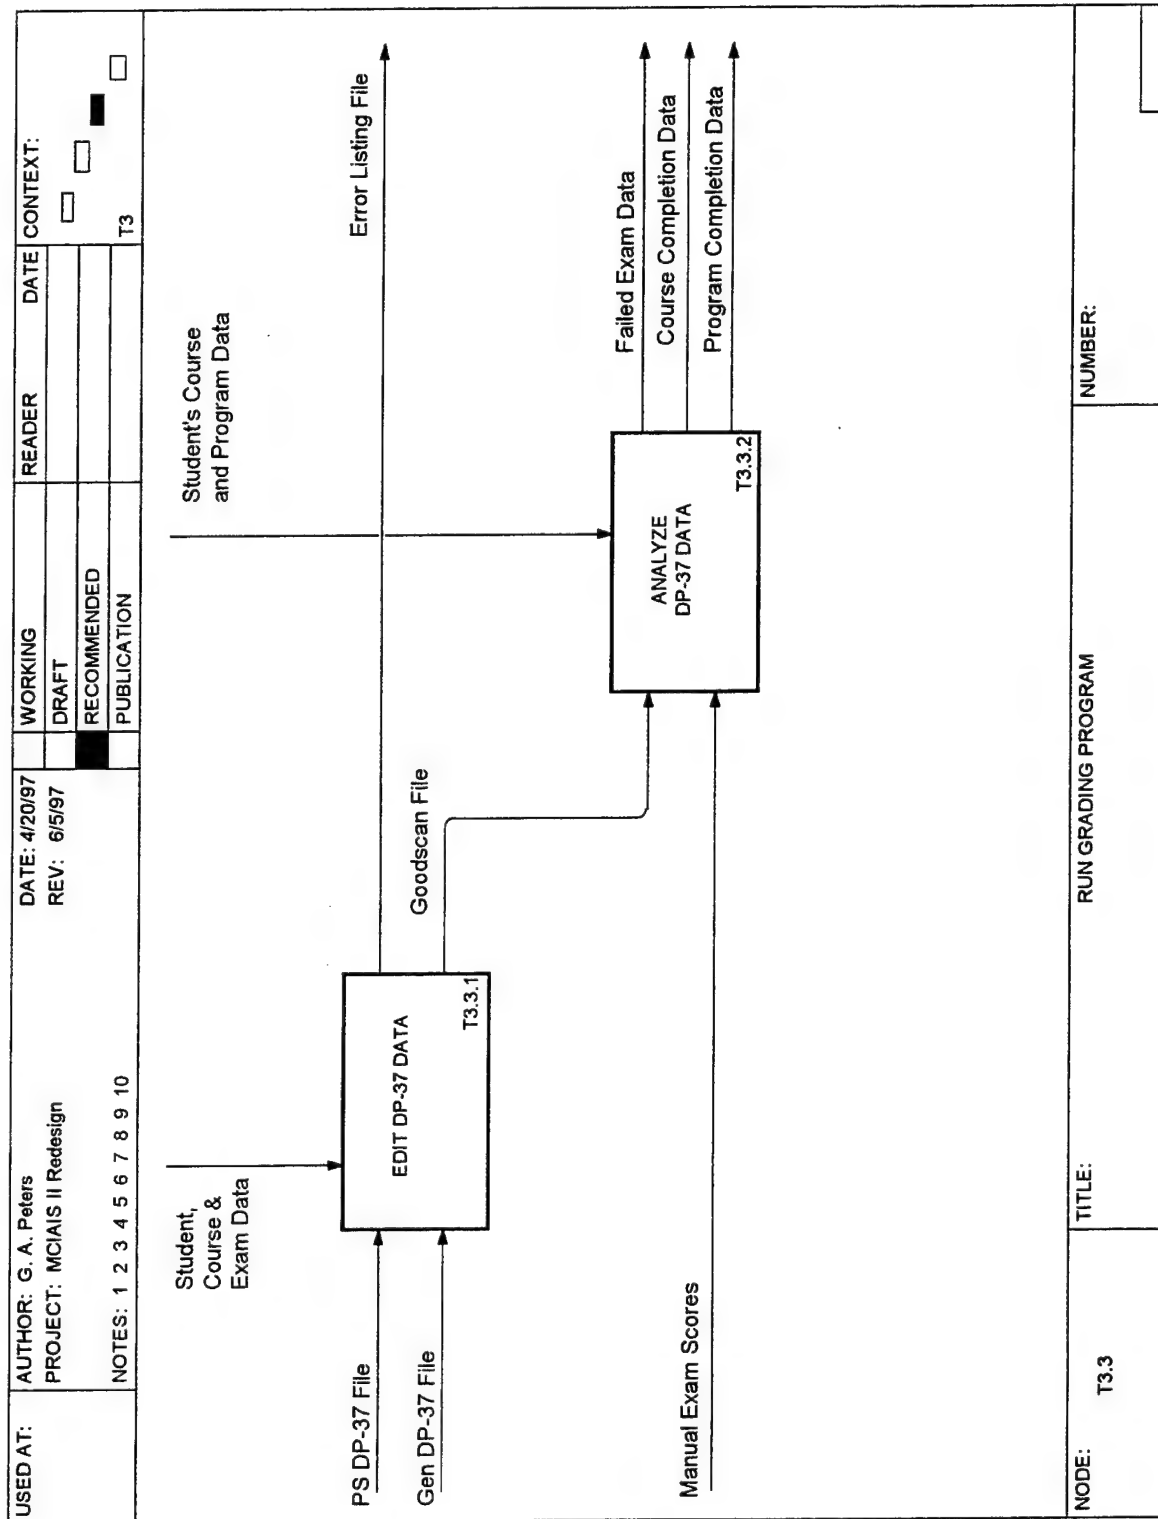 USED AT:
AUTHOR: G. A. Peters
PROJECT: MCIAIS II Redesign
NOTES: 1 2 3 4 5 6 7 8 9 10
DATE: 4/20/97
REV: 6/5/97
WORKING
DRAFT
RECOMMENDED
PUBLICATION
READER
DATE
CONTEXT:
T3
Student,
Course &
Exam Data
Student's Course
and Program Data
PS DP-37 File
Gen DP-37 File
EDIT DP-37 DATA
T3.3.1
Error Listing File
Goodscan File
Manual Exam Scores
ANALYZE
DP-37 DATA
T3.3.2
Failed Exam Data
Course Completion Data
Program Completion Data
NODE:
T3.3
TITLE:
RUN GRADING PROGRAM
NUMBER: